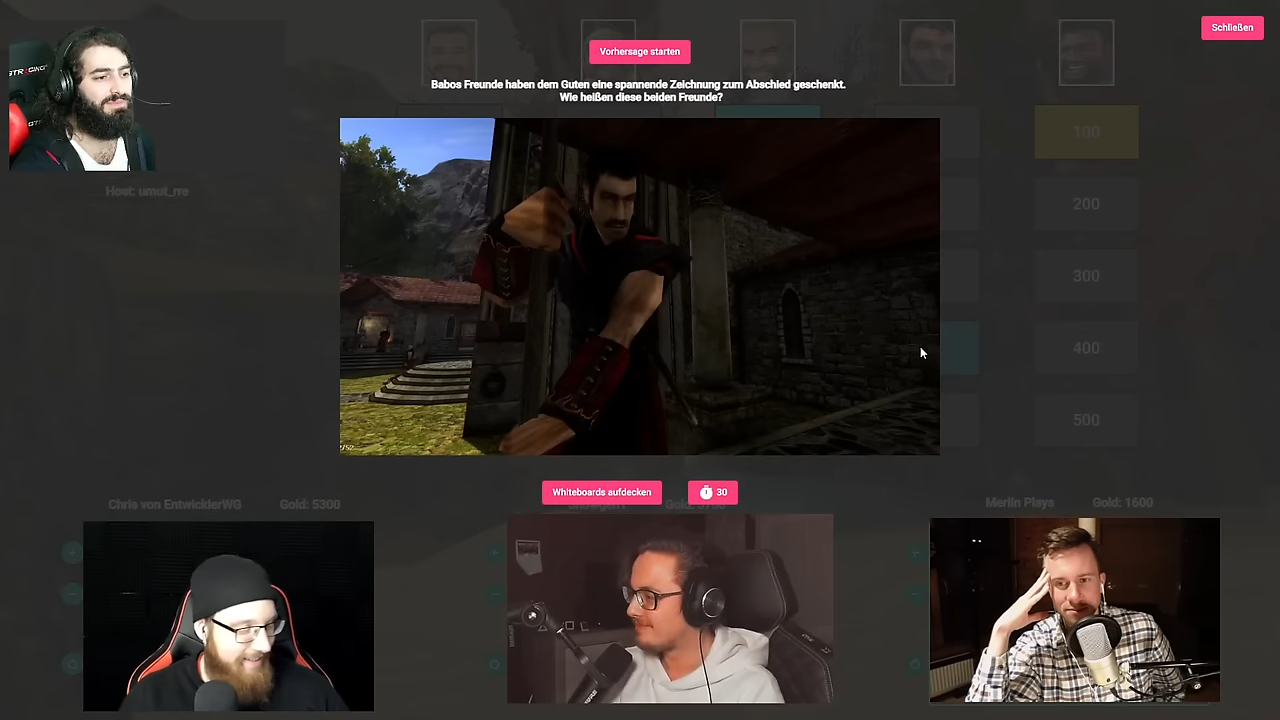 Schließen
Vorhersage starten
Babos Freunde haben dem Guten eine spannende Zeichnung zum Abschied geschenkt.
Wie heißen diese beiden Freunde?
100
Host: umut_rre
200
300
400
500
Whiteboards aufdecken
30
Chris von EntwicklerWG
Gold: 5300
Merlin Plays
Gold: 1600